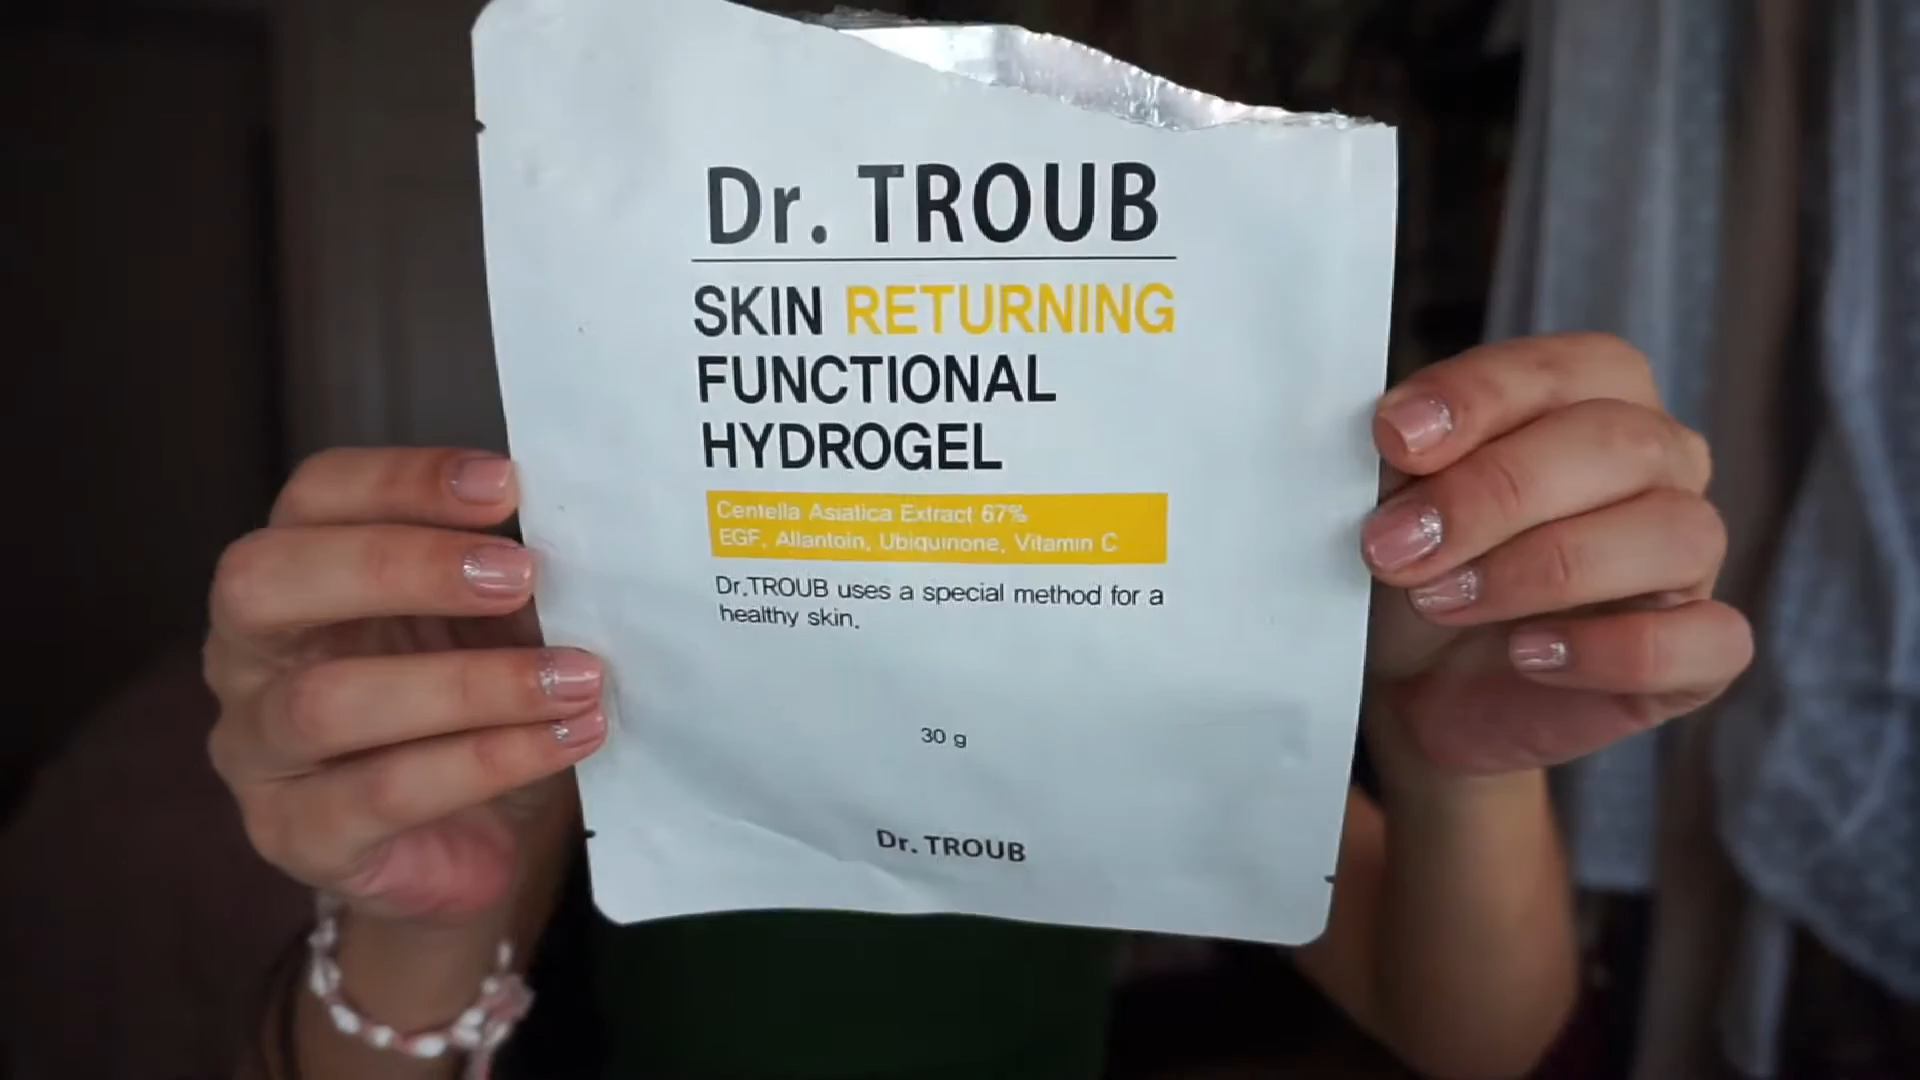 Dr. TROUB
SKIN RETURNING
FUNCTIONAL
HYDROGEL
Centella Asiatica Extract 67%
EGF, Allantoin, Ubiquinone, Vitamin C
Dr.TROUB uses a special method for a
healthy skin.
30 g
Dr. TROUB